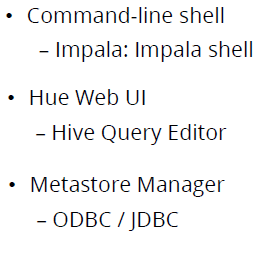 • Command-line shell
– Impala: Impala shell
• Hue Web UI
– Hive Query Editor
• Metastore Manager
– ODBC / JDBC